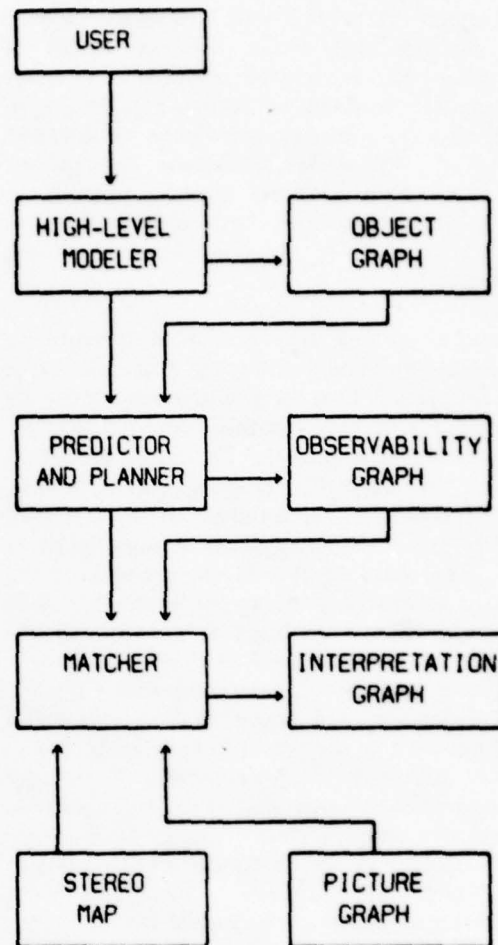 USER
HIGH-LEVEL
MODELER
OBJECT
GRAPH
PREDICTOR
AND PLANNER
OBSERVABILITY
GRAPH
MATCHER
INTERPRETATION
GRAPH
STEREO
MAP
PICTURE
GRAPH